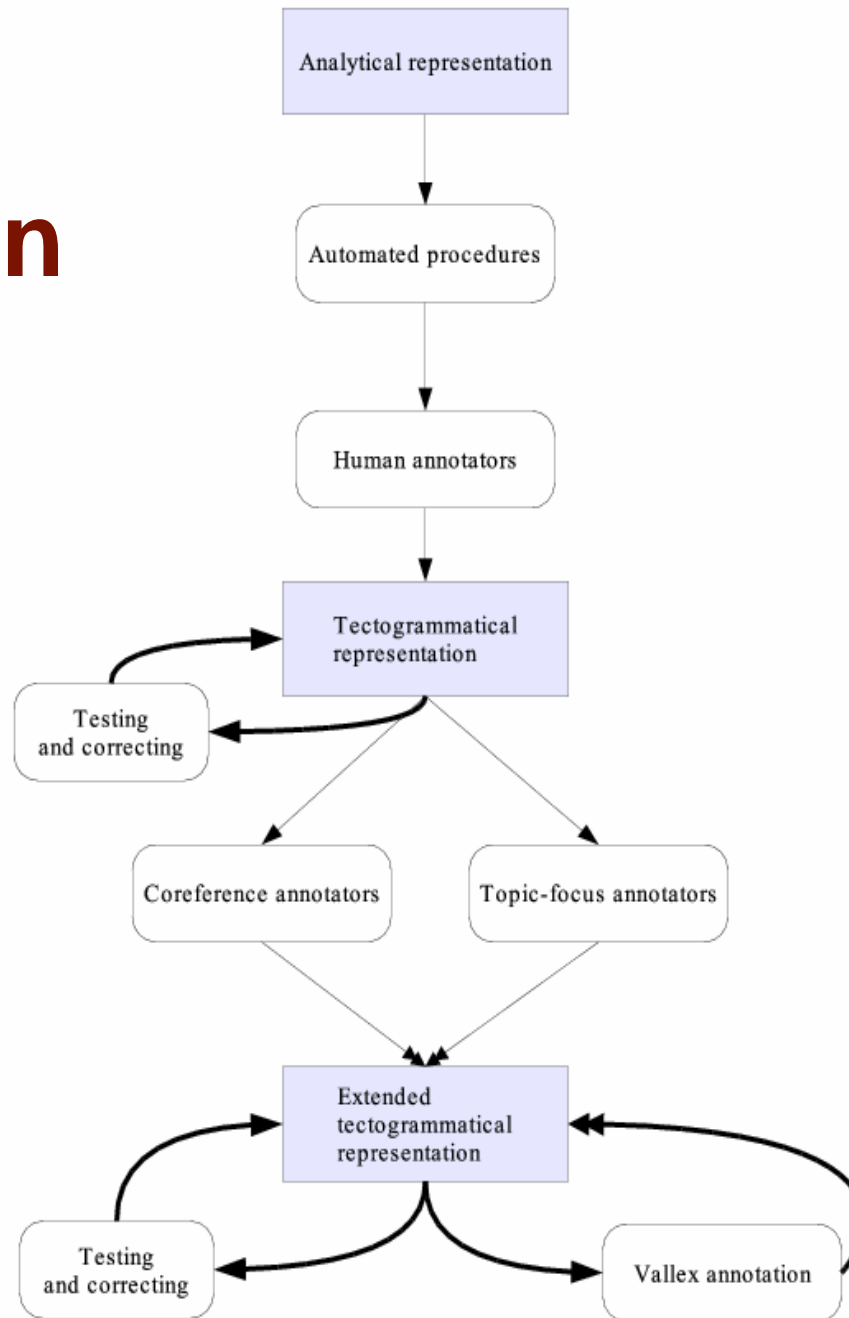 Analytical representation
n
Automated procedures
Human annotators
Tectogrammatical
representation
Testing
and correcting
Coreference annotators
Topic-focus annotators
Extended
tectogrammatical
representation
Testing
and correcting
Vallex annotation